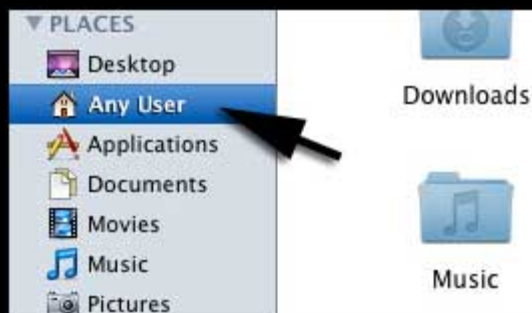 PLACES
Desktop
Any User
Applications
Documents
Movies
Music
Pictures
Downloads
Music